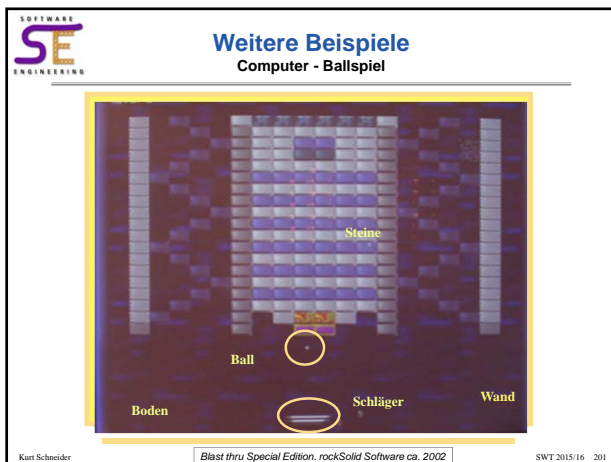 SOFTWARE
SE
ENGINEERING
Weitere Beispiele
Computer - Ballspiel
Steine
Ball
Schläger
Wand
Boden
Kurt Schneider
Blast thru Special Edition. rockSolid Software ca. 2002
SWT 2015/16 201